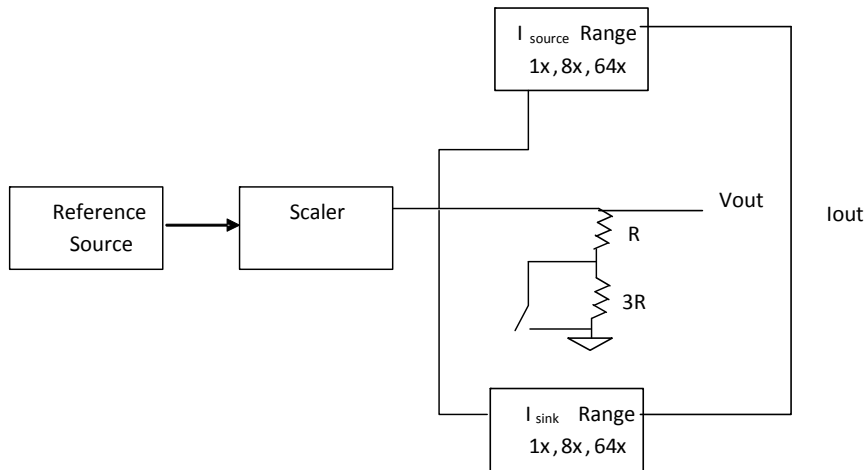 I source Range
1x, 8x, 64x
Reference
Source
Scaler
Vout
Iout
R
3R
I sink Range
1x, 8x, 64x